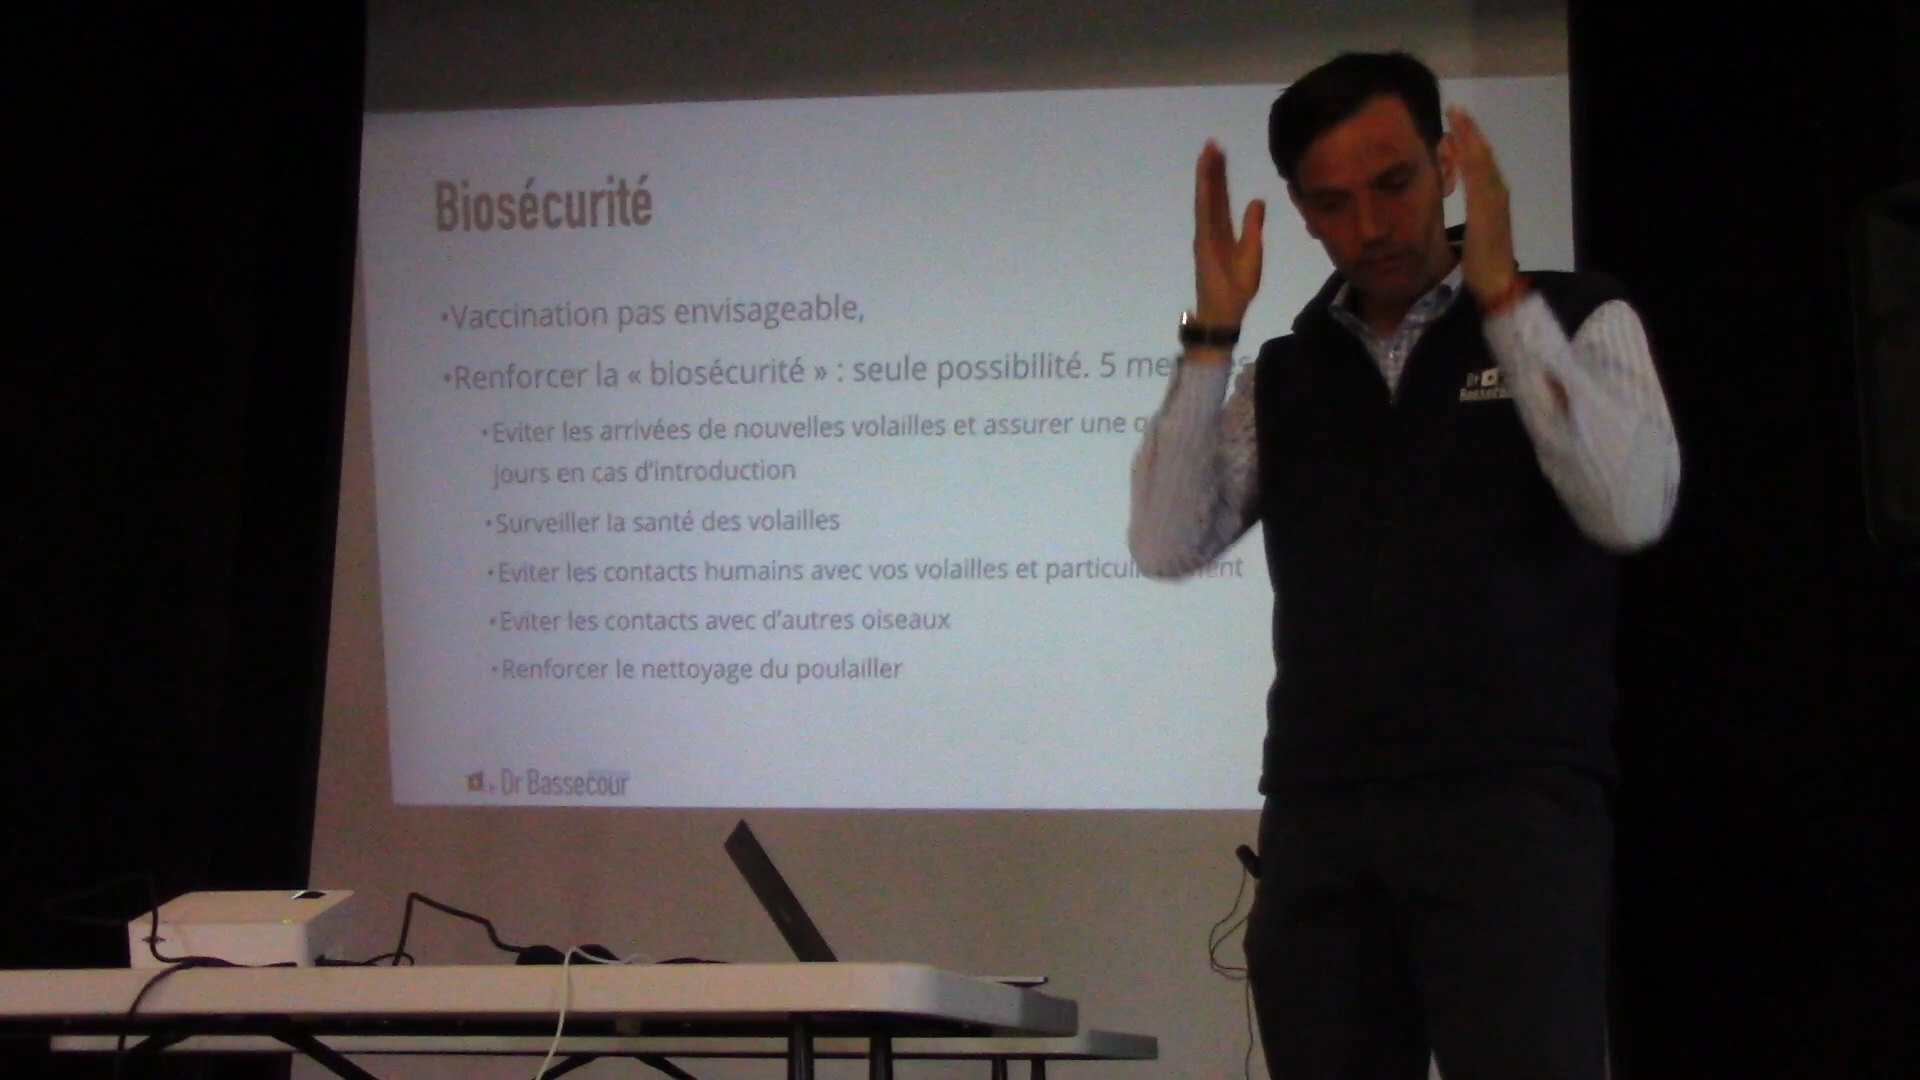 Biosécurité
•Vaccination pas envisageable,
•Renforcer la « biosécurité » : seule possibilité. 5
•Eviter les arrivées de nouvelles volailles et assurer une
jours en cas d'introduction
•Surveiller la santé des volailles
•Eviter les contacts humains avec vos volailles et
•Eviter les contacts avec d'autres oiseaux
•Renforcer le nettoyage du poulailler
Dr Bassecour
Dr